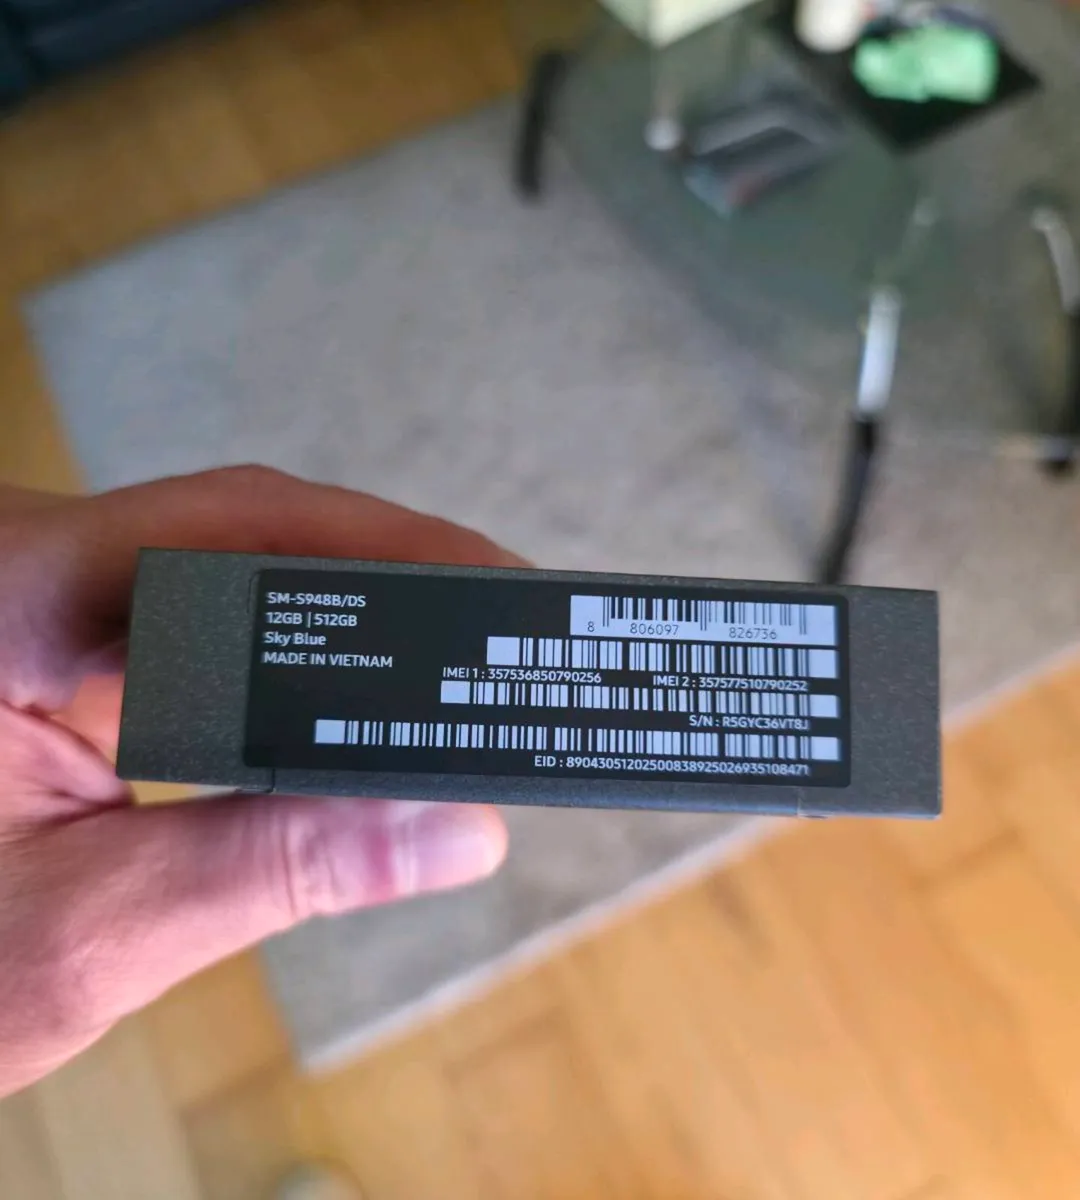 SM-S948B/DS
12GB | 512GB
Sky Blue
MADE IN VIETNAM
8 806097 826736
IMEI 1 : 357536850790256 IMEI 2 : 357577510790252
S/N : R5GYC36VT8J
EID : 89043051202500838925026935108471